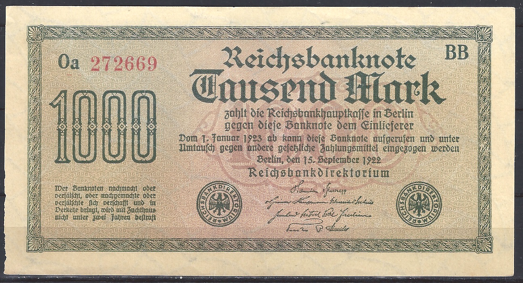 Reichsbanknote
BB
Oa 272669
Tausend Mark
1000
zahlt die Reichsbankhauptkasse in Berlin
gegen diese Banknote dem Einlieferer
Vom 1. Januar 1923 ab kann diese Banknote aufgerufen und unter
Umtausch gegen andere gesetzliche Zahlungsmittel eingezogen werden
Berlin, den 15. September 1922
Reichsbankdirektorium
Wer Banknoten nachmacht oder
verfälscht, oder nachgemachte oder
verfälschte sich verschafft und in
Verkehr bringt, wird mit Zuchthaus
nicht unter zwei Jahren bestraft